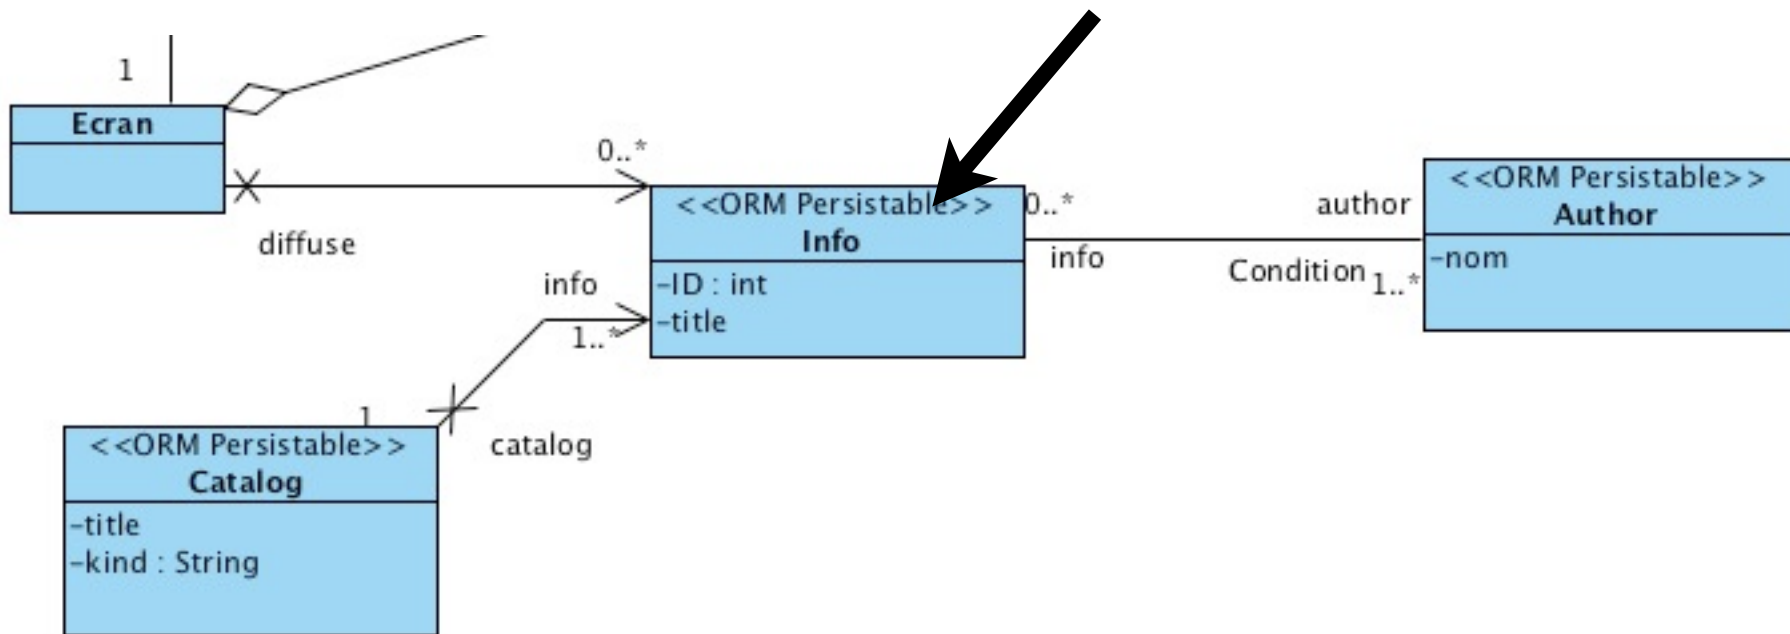 1
Ecran
0..*
diffuse
<<ORM Persistable>>
Info
-ID : int
-title
0..*
info
author
Condition
1..*
<<ORM Persistable>>
Author
-nom
info
1..*
1
catalog
<<ORM Persistable>>
Catalog
-title
-kind : String